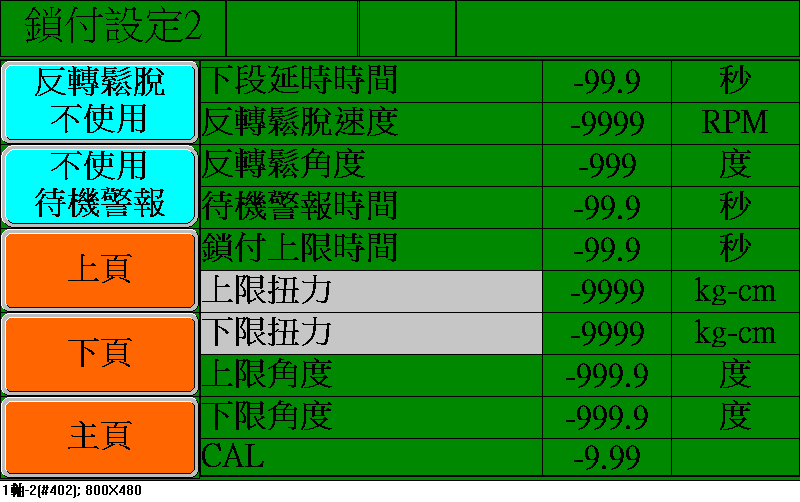 鎖付設定2
反轉鬆脫
不使用
不使用
待機警報
上頁
下頁
主頁
下段延時時間 -99.9 秒
反轉鬆脫速度 -9999 RPM
反轉鬆角度 -999 度
待機警報時間 -99.9 秒
鎖付上限時間 -99.9 秒
上限扭力 -9999 kg-cm
下限扭力 -9999 kg-cm
上限角度 -999.9 度
下限角度 -999.9 度
CAL -9.99
1軸-2(#402); 800X480